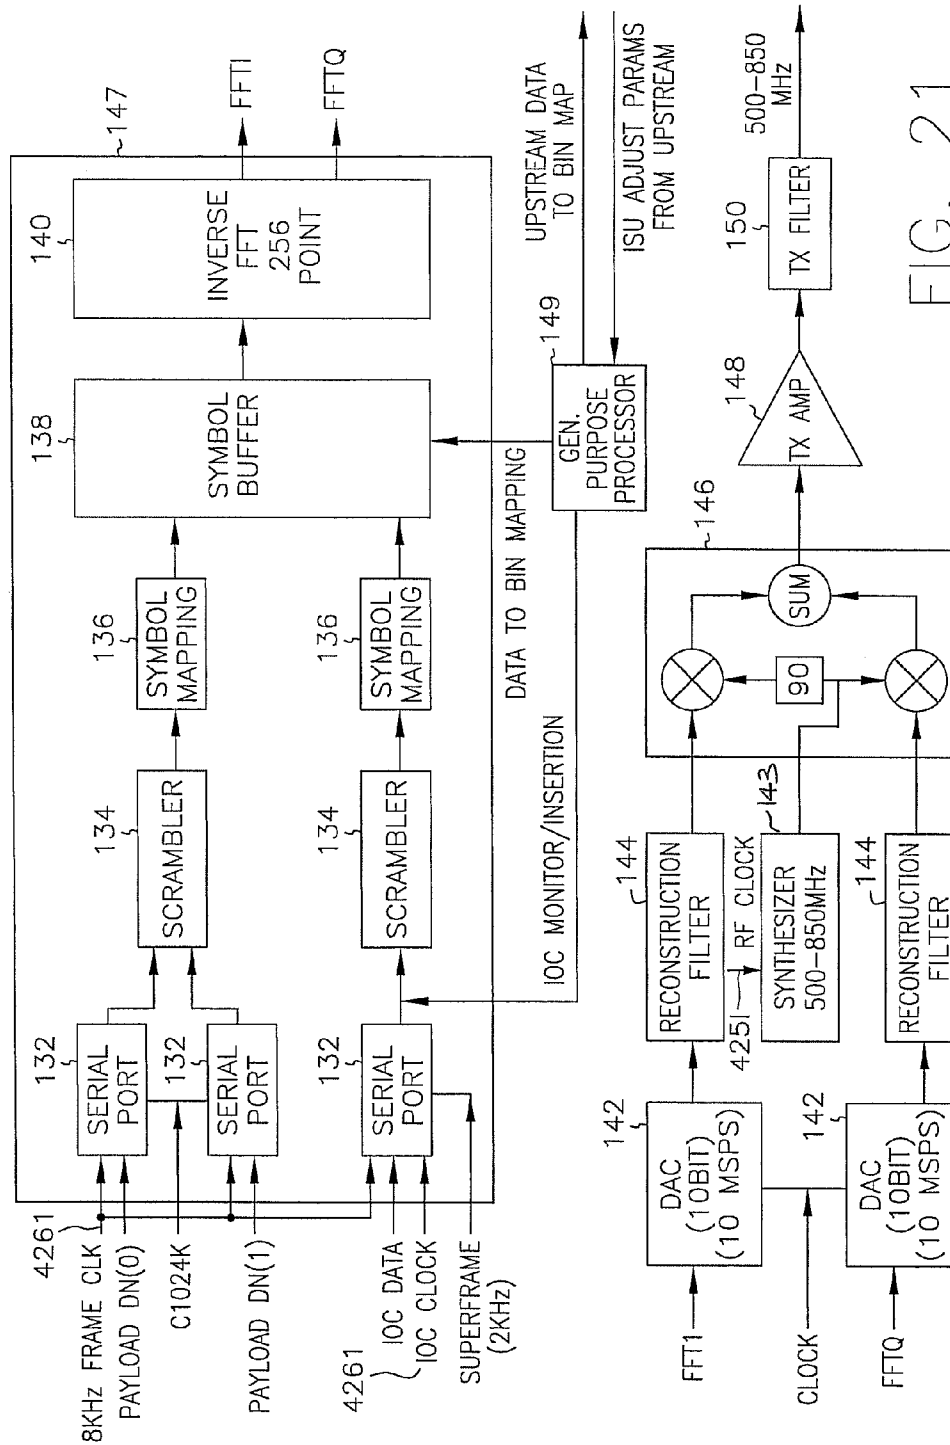 4261
8KHz FRAME CLK
PAYLOAD DN(0)
C1024K
PAYLOAD DN(1)
4261
IOC DATA
IOC CLOCK
SUPERFRAME
(2KHz)
132
SERIAL
PORT
132
SERIAL
PORT
132
SERIAL
PORT
134
SCRAMBLER
134
SCRAMBLER
136
SYMBOL
MAPPING
136
SYMBOL
MAPPING
138
SYMBOL
BUFFER
140
INVERSE
FFT
256
POINT
147
FFTI
FFTQ
IOC MONITOR/INSERTION
DATA TO BIN MAPPING
149
GEN.
PURPOSE
PROCESSOR
UPSTREAM DATA
TO BIN MAP
ISU ADJUST PARAMS
FROM UPSTREAM
FFT1
CLOCK
FFTQ
142
DAC
(10BIT)
(10 MSPS)
142
DAC
(10BIT)
(10 MSPS)
144
RECONSTRUCTION
FILTER
4251
RF CLOCK
143
SYNTHESIZER
500-850MHz
144
RECONSTRUCTION
FILTER
146
90
SUM
148
TX AMP
150
TX FILTER
500-850
MHz
FIG. 21